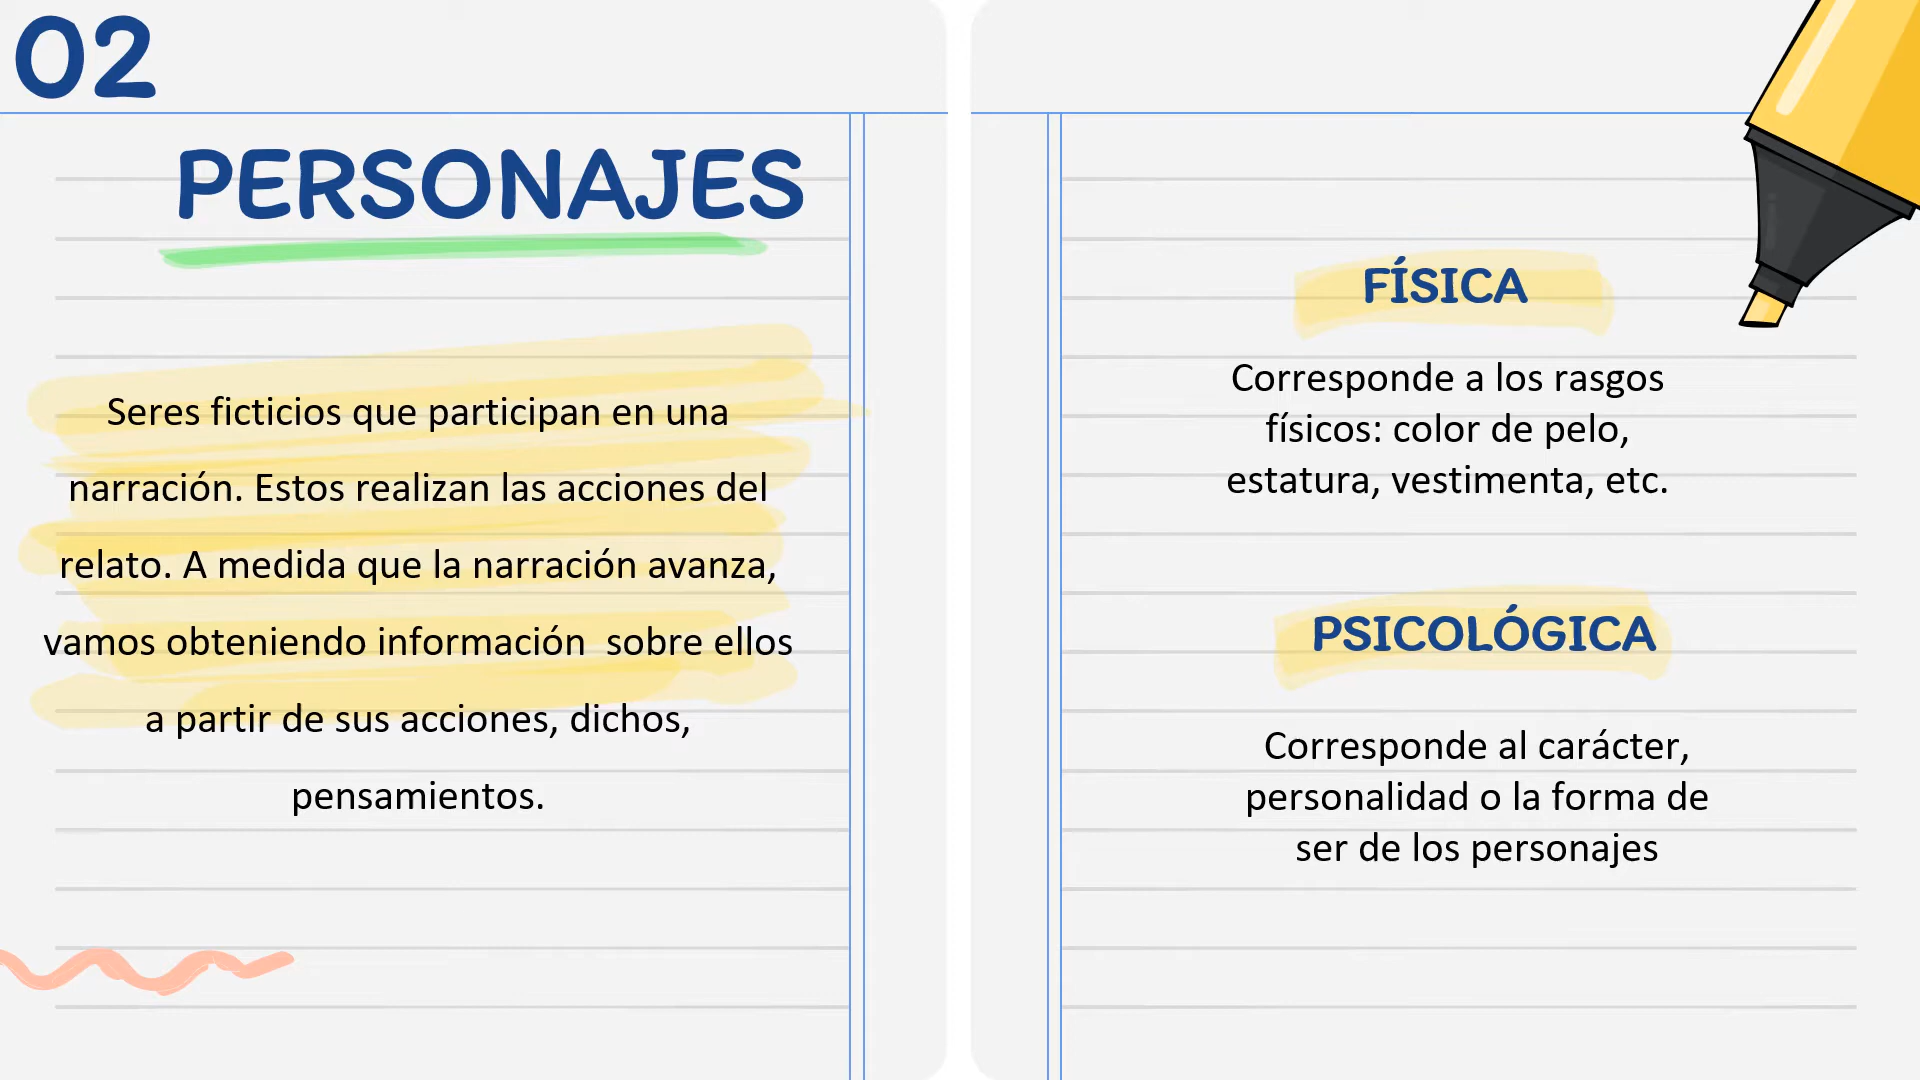 02
PERSONAJES
Seres ficticios que participan en una
narración. Estos realizan las acciones del
relato. A medida que la narración avanza,
vamos obteniendo información  sobre ellos
a partir de sus acciones, dichos,
pensamientos.
FÍSICA
Corresponde a los rasgos
físicos: color de pelo,
estatura, vestimenta, etc.
PSICOLÓGICA
Corresponde al carácter,
personalidad o la forma de
ser de los personajes